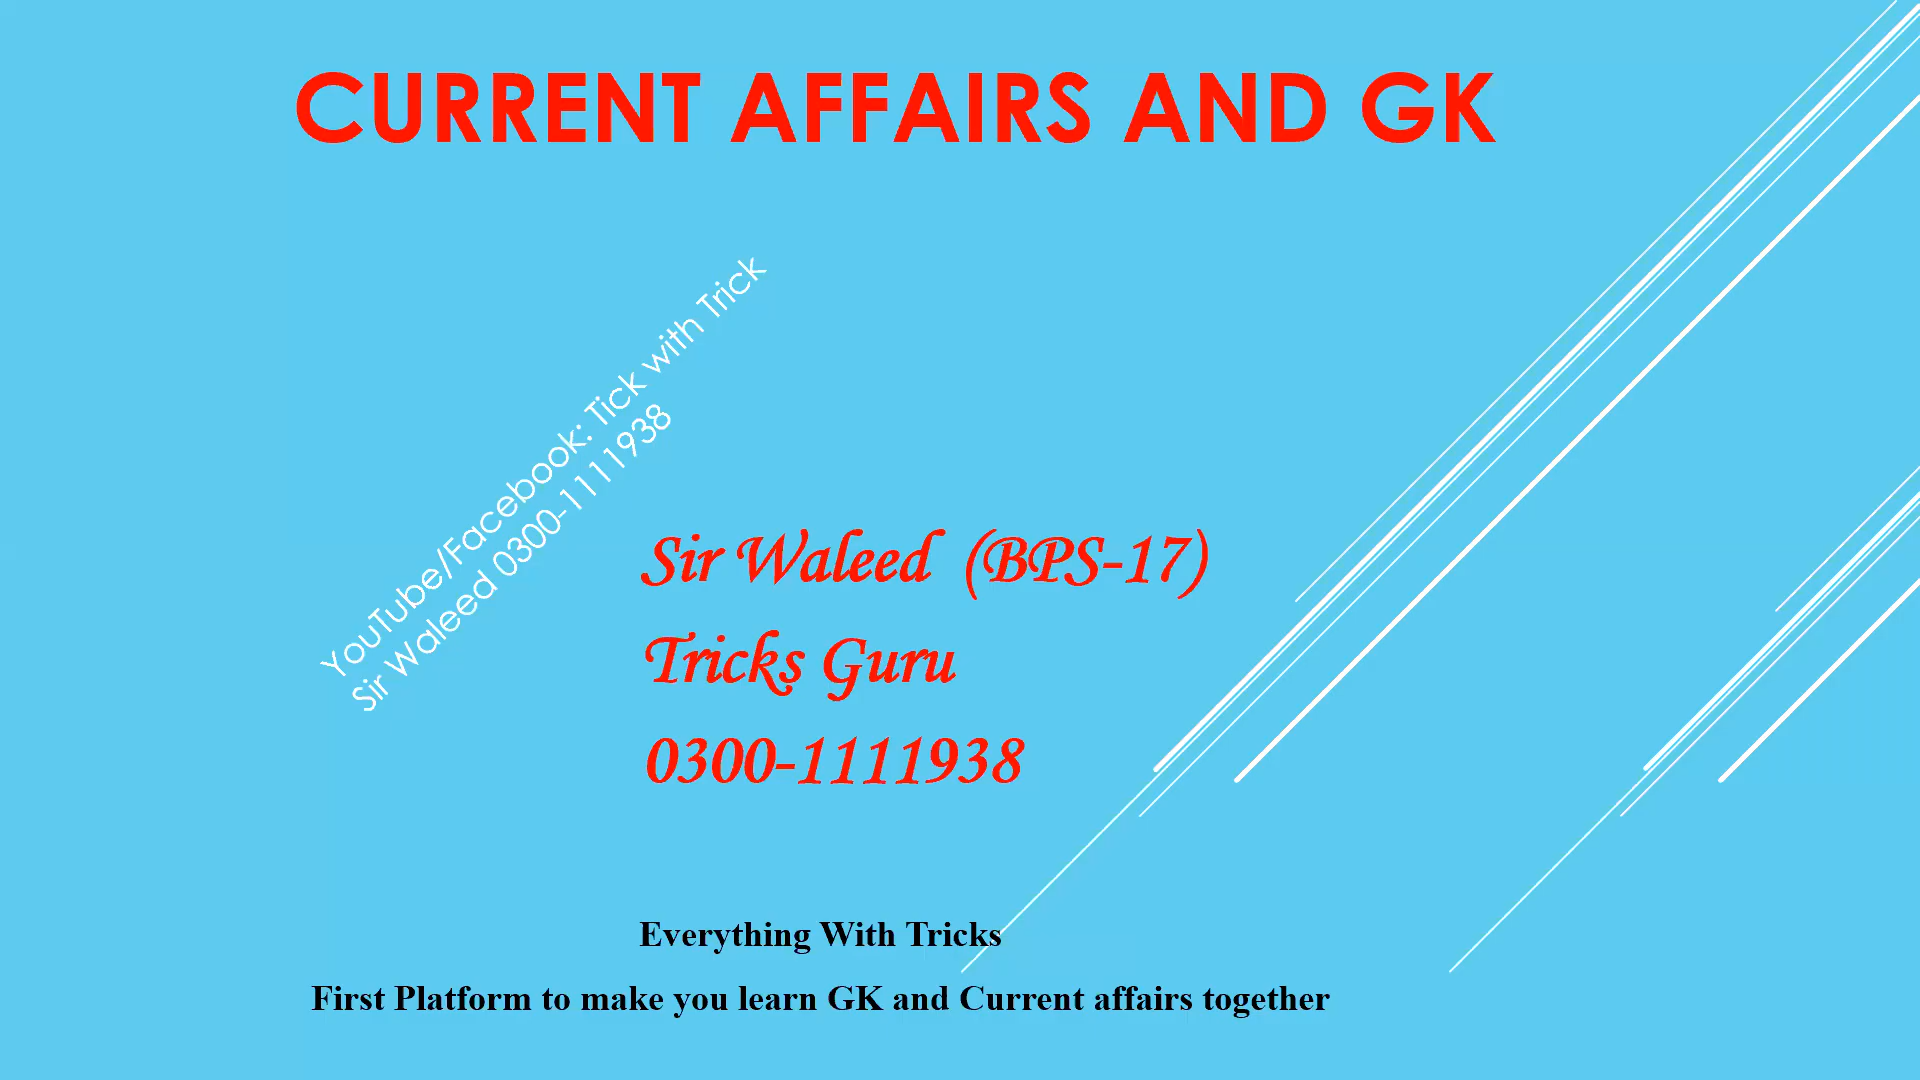 CURRENT AFFAIRS AND GK
YouTube/Facebook: Tick with Trick
Sir Waleed 0300-1111938
Sir Waleed (BPS-17)
Tricks Guru
0300-1111938
Everything With Tricks
First Platform to make you learn GK and Current affairs together